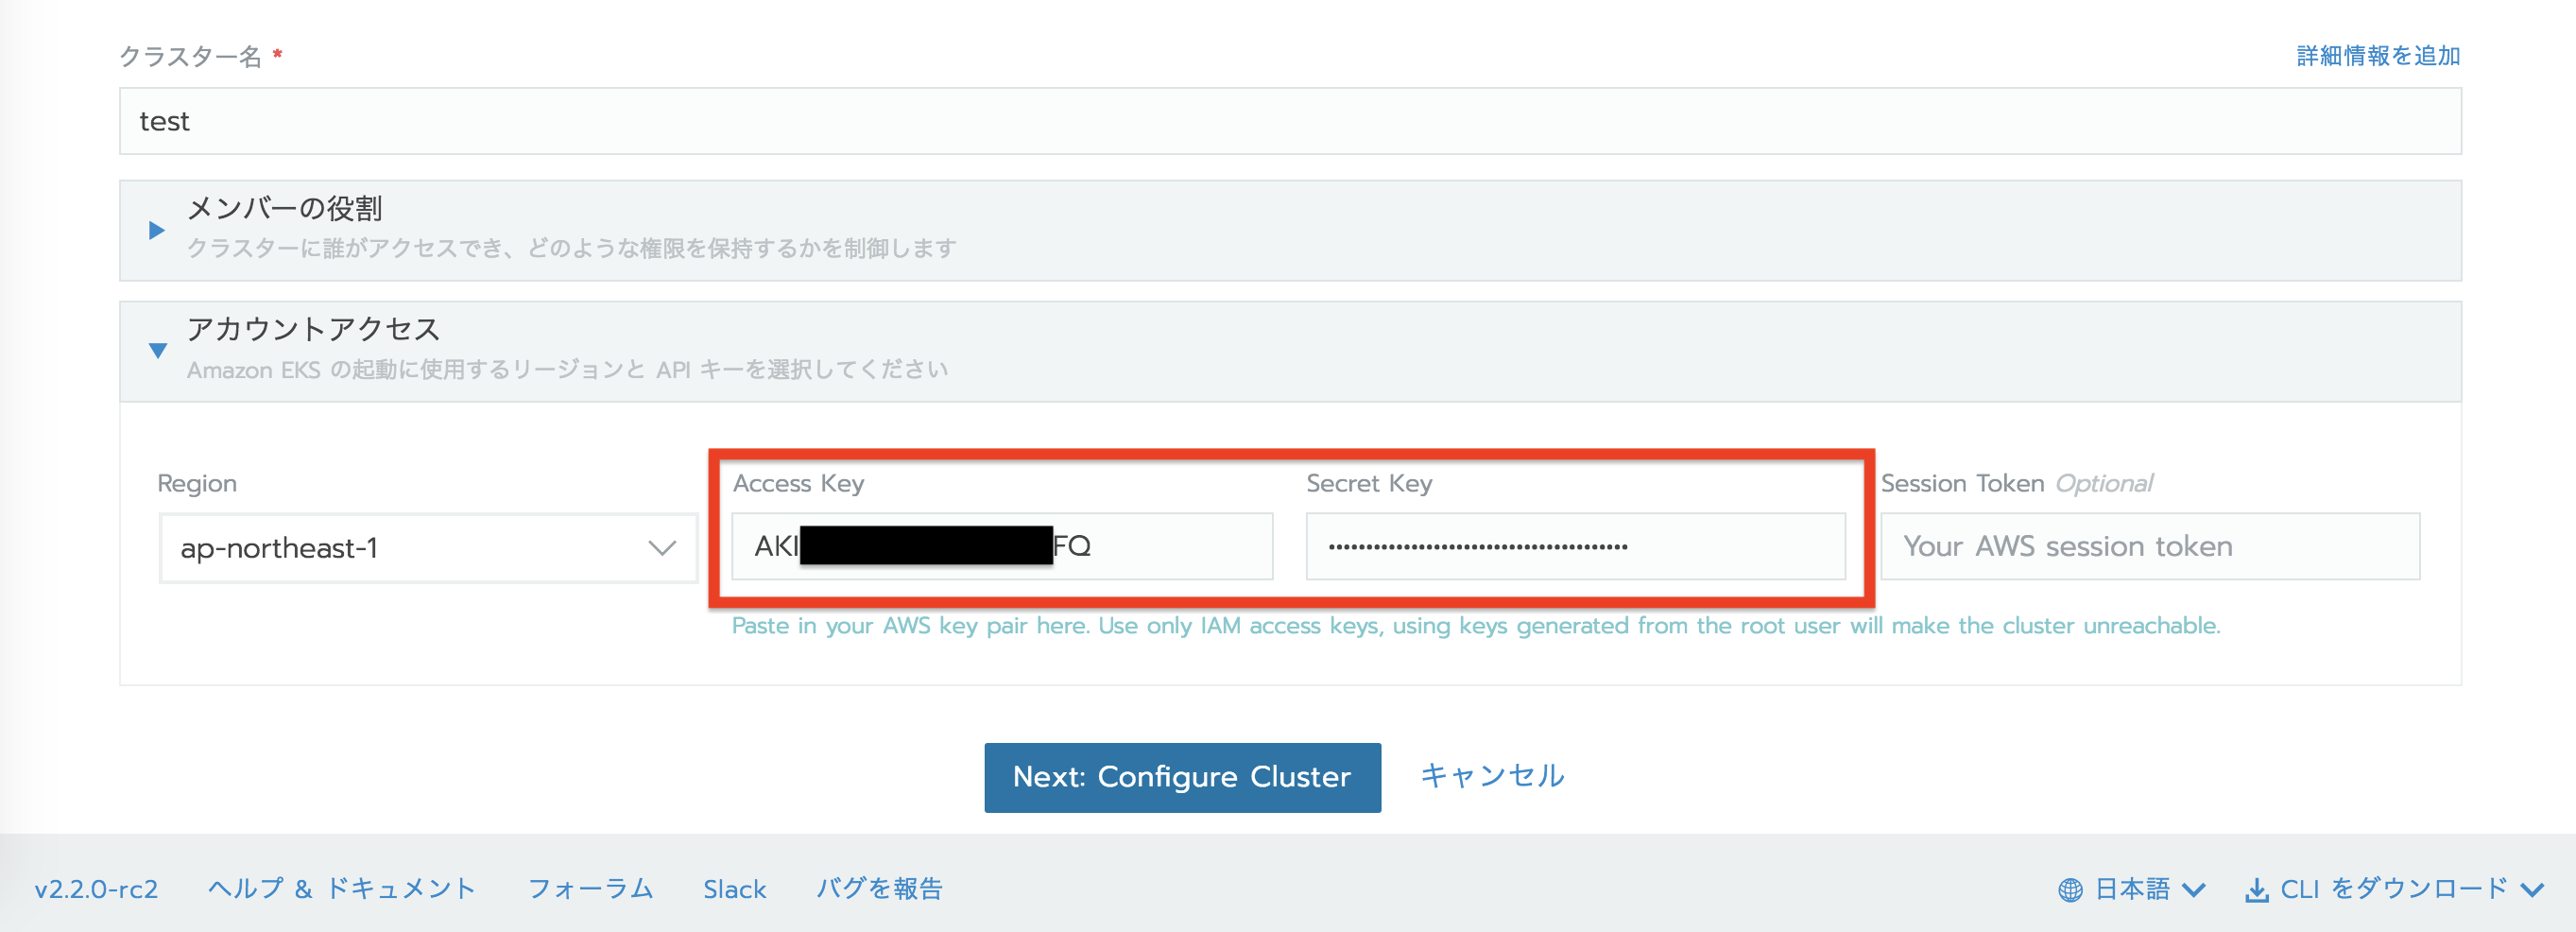 クラスター名 *
詳細情報を追加
test
メンバーの役割
クラスターに誰がアクセスでき、どのような権限を保持するかを制御します
アカウントアクセス
Amazon EKS の起動に使用するリージョンと API キーを選択してください
Region
Access Key
Secret Key
Session Token Optional
ap-northeast-1
AKI
FQ
Your AWS session token
Paste in your AWS key pair here. Use only IAM access keys, using keys generated from the root user will make the cluster unreachable.
Next: Configure Cluster
キャンセル
v2.2.0-rc2
ヘルプ & ドキュメント
フォーラム
Slack
バグを報告
日本語
CLI をダウンロード